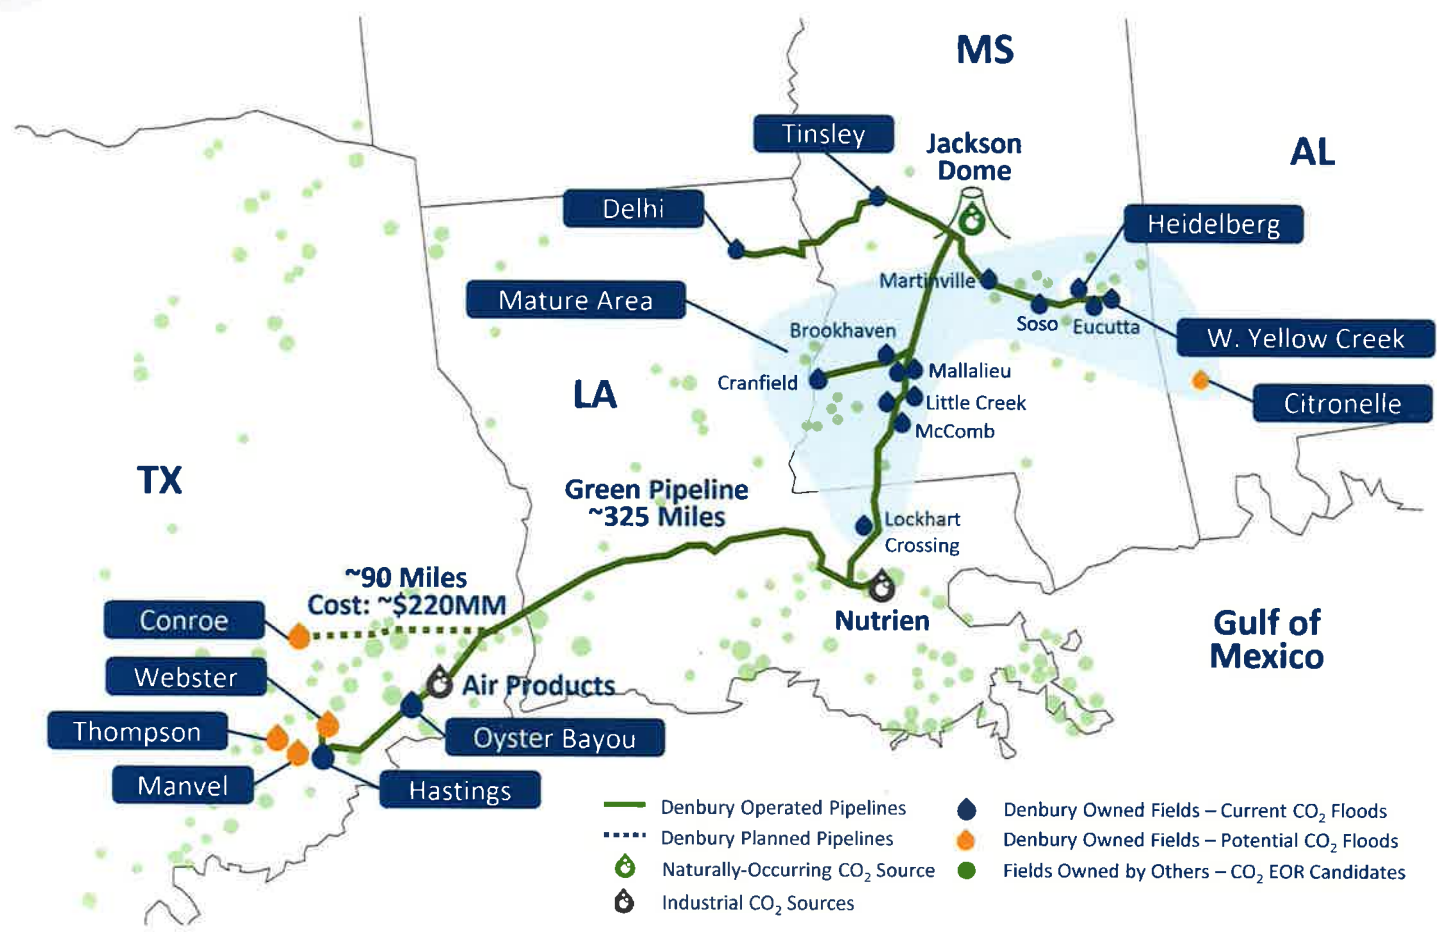 MS
Tinsley
Jackson
Dome
AL
Delhi
Heidelberg
Martinville
Mature Area
Brookhaven
Soso
Eucutta
W. Yellow Creek
Cranfield
Mallalieu
LA
Little Creek
Citronelle
McComb
TX
Green Pipeline
~325 Miles
Lockhart
Crossing
~90 Miles
Cost: ~$220MM
Conroe
Nutrien
Gulf of
Mexico
Webster
Air Products
Thompson
Oyster Bayou
Manvel
Hastings
Denbury Operated Pipelines
Denbury Planned Pipelines
Naturally-Occurring CO₂ Source
Industrial CO₂ Sources
Denbury Owned Fields – Current CO₂ Floods
Denbury Owned Fields – Potential CO₂ Floods
Fields Owned by Others – CO₂ EOR Candidates